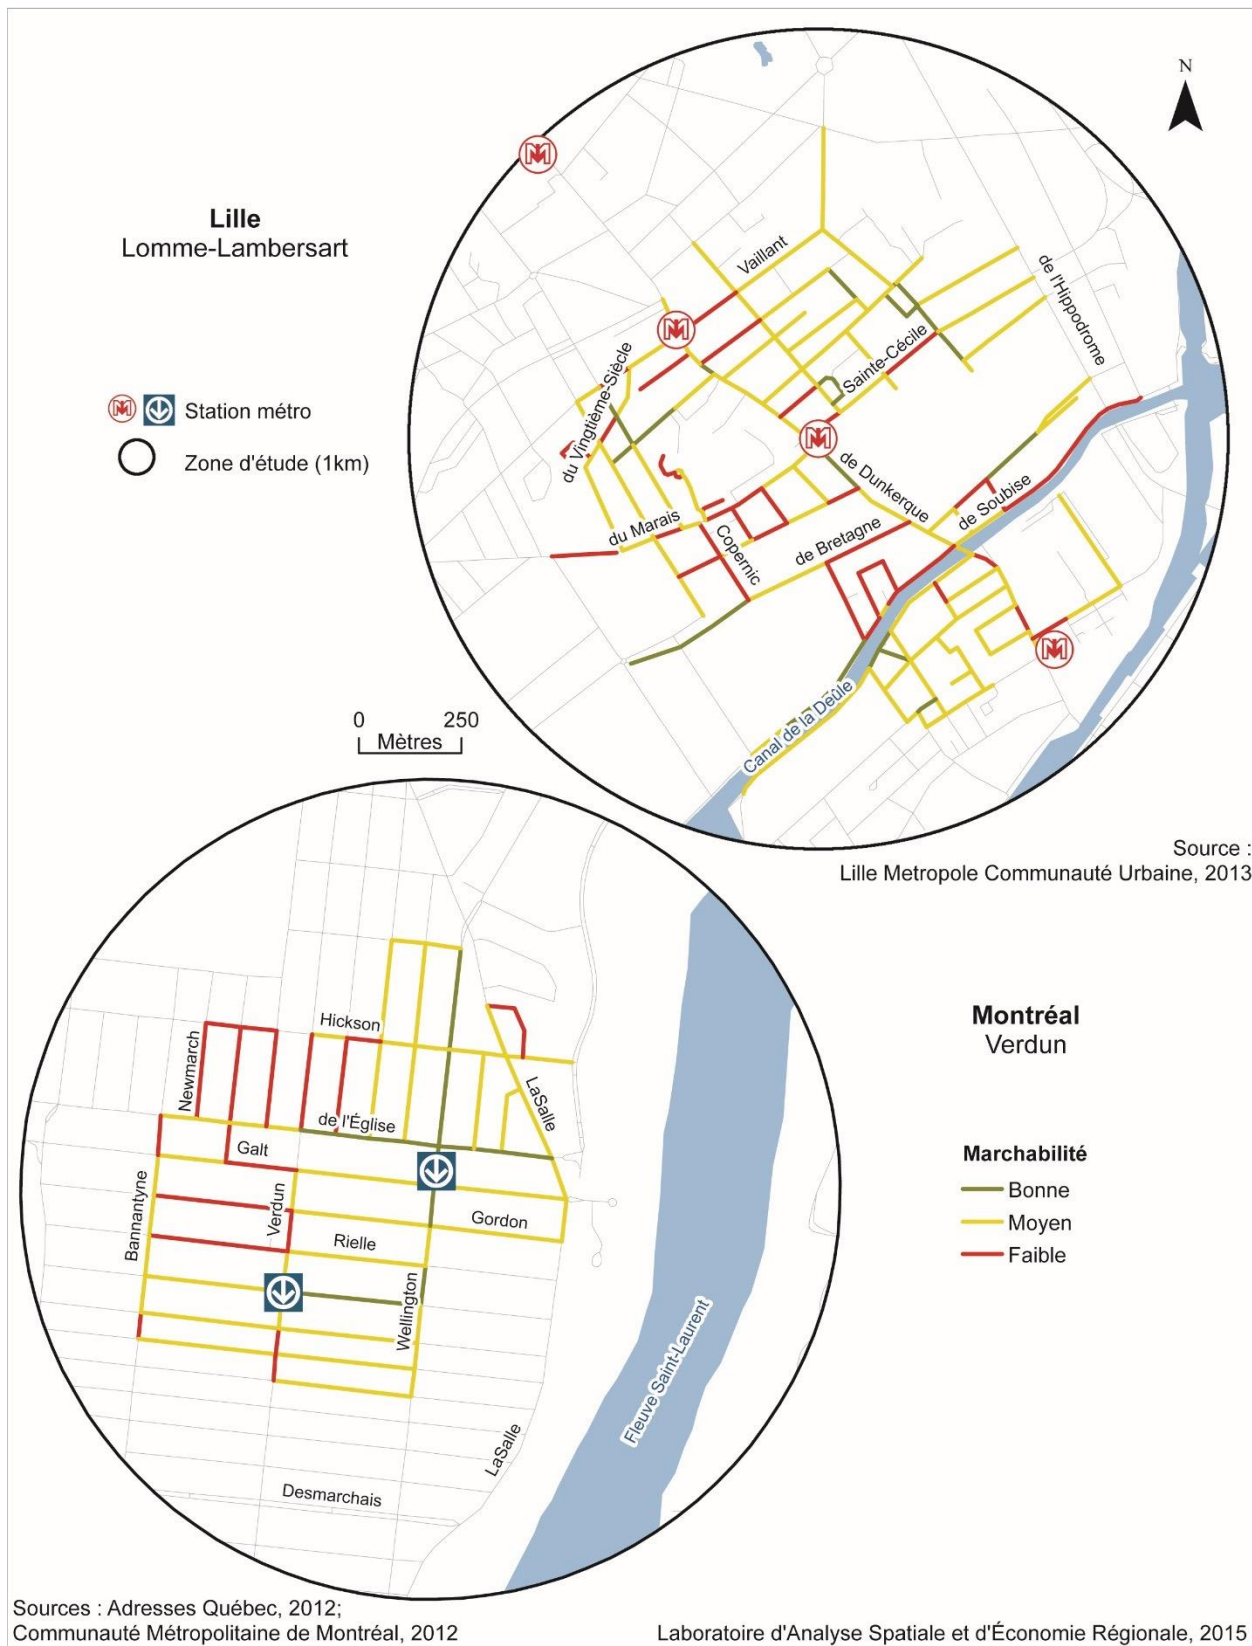 N
Lille
Lomme-Lambersart
Station métro
Zone d'étude (1km)
Vaillant
de l'Hippodrome
du Vingtième-Siècle
Sainte-Cécile
de Dunkerque
de Soubise
du Marais
Copernic
de Bretagne
Canal de la Deûle
0 250
Mètres
Source :
Lille Metropole Communauté Urbaine, 2013
Hickson
Newmarch
LaSalle
de l'Église
Galt
Verdun
Gordon
Bannantyne
Rielle
Wellington
LaSalle
Desmarchais
Fleuve Saint-Laurent
Montréal
Verdun
Marchabilité
Bonne
Moyen
Faible
Sources : Adresses Québec, 2012;
Communauté Métropolitaine de Montréal, 2012
Laboratoire d'Analyse Spatiale et d'Économie Régionale, 2015